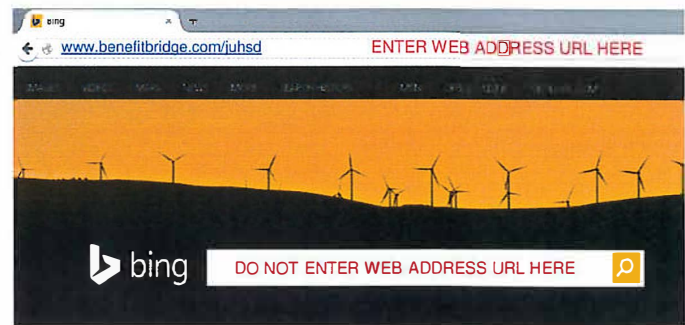 Bing
www.benefitbridge.com/juhsd ENTER WEB ADDRESS URL HERE
bing DO NOT ENTER WEB ADDRESS URL HERE